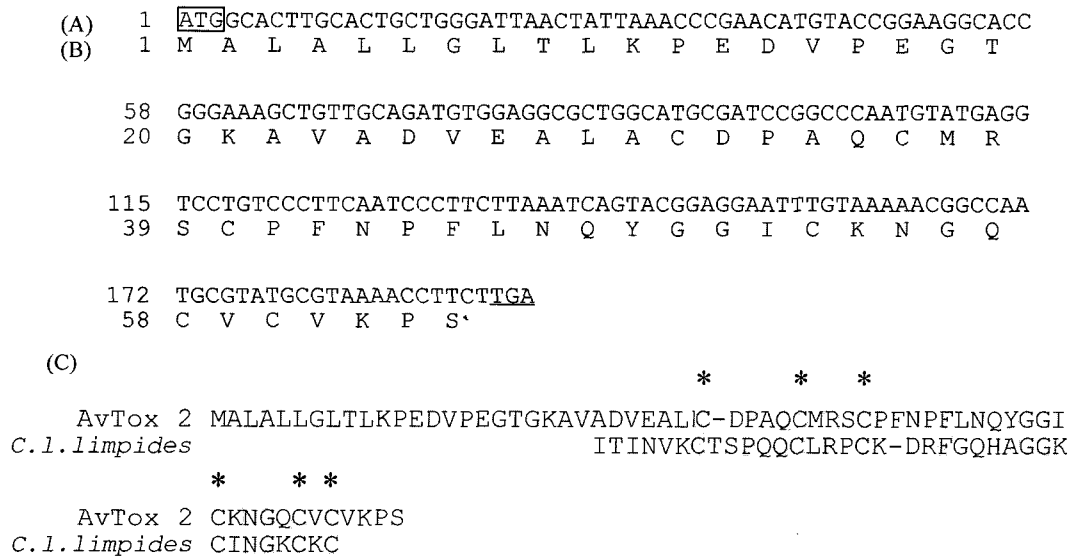 (A) 1 ATGGCACTTGCACTGCTGGGATTAACTATTAAACCCGAACATGTACCGGAAGGCACC
(B) 1 M A L A L L G L T L K P E D V P E G T
58 GGGAAAGCTGTTGCAGATGTGGAGGCGCTGGCATGCGATCCGGCCCAATGTATGAGG
20 G K A V A D V E A L A C D P A Q C M R
115 TCCTGTCCCTTCAATCCCTTCTTAAATCAGTACGGAGGAATTTGTAAAAACGGCCAA
39 S C P F N P F L N Q Y G G I C K N G Q
172 TGCGTATGCGTAAAACCTTCTTGA
58 C V C V K P S
(C)
* * *
AvTox 2 MALALLGLTLKPEDVPEGTGKAVADVEALIC-DPAQCMRSCPFNPFLNQYGGI
C.l.limpides ITINVKCTSPQQCLRPCK-DRFGQHAGGK
* * *
AvTox 2 CKNGQCVCVKPS
C.l.limpides CINGKCKC